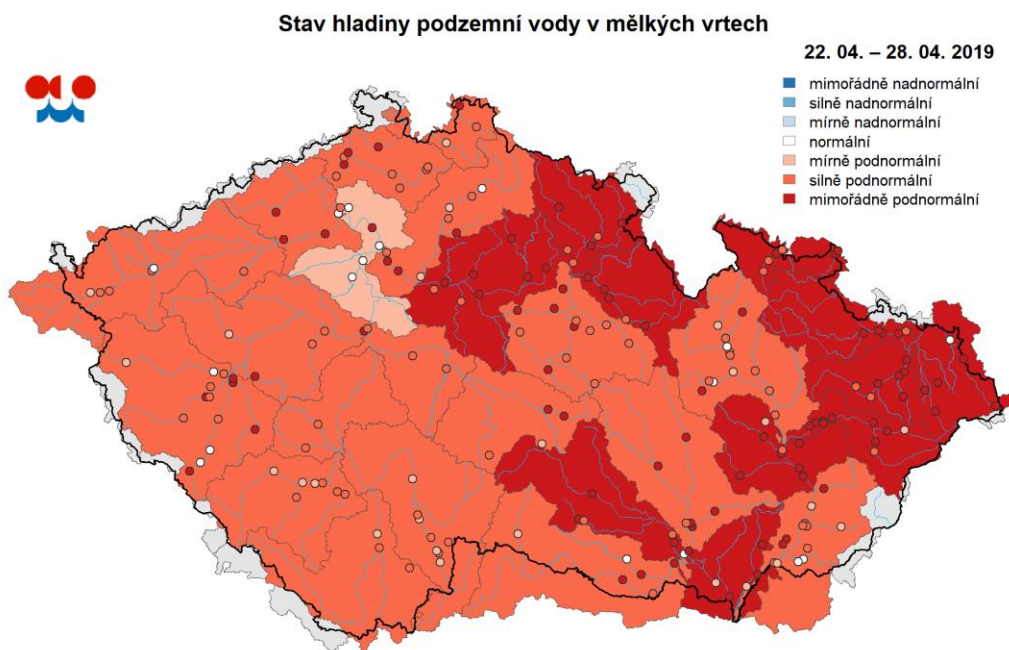 Stav hladiny podzemní vody v mělkých vrtech
22. 04. – 28. 04. 2019
mimořádně nadnormální
silně nadnormální
mírně nadnormální
normální
mírně podnormální
silně podnormální
mimořádně podnormální